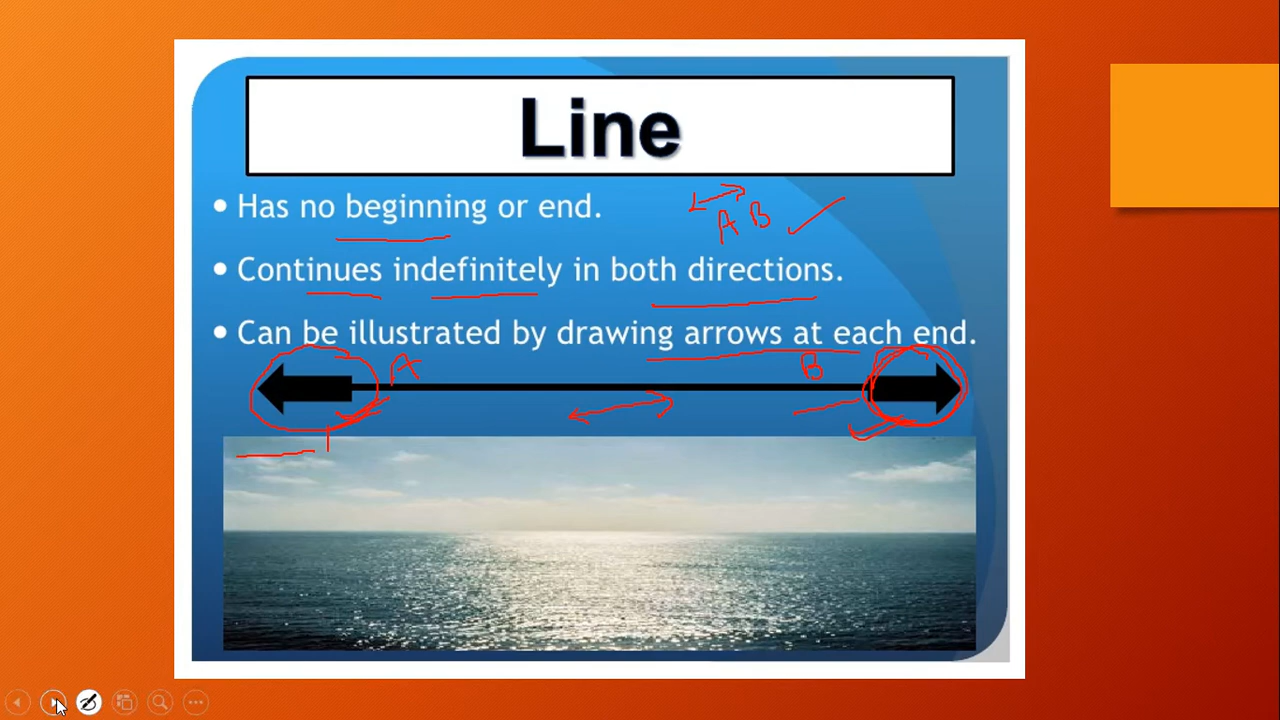 Line
• Has no beginning or end.
A B
• Continues indefinitely in both directions.
• Can be illustrated by drawing arrows at each end.
A B